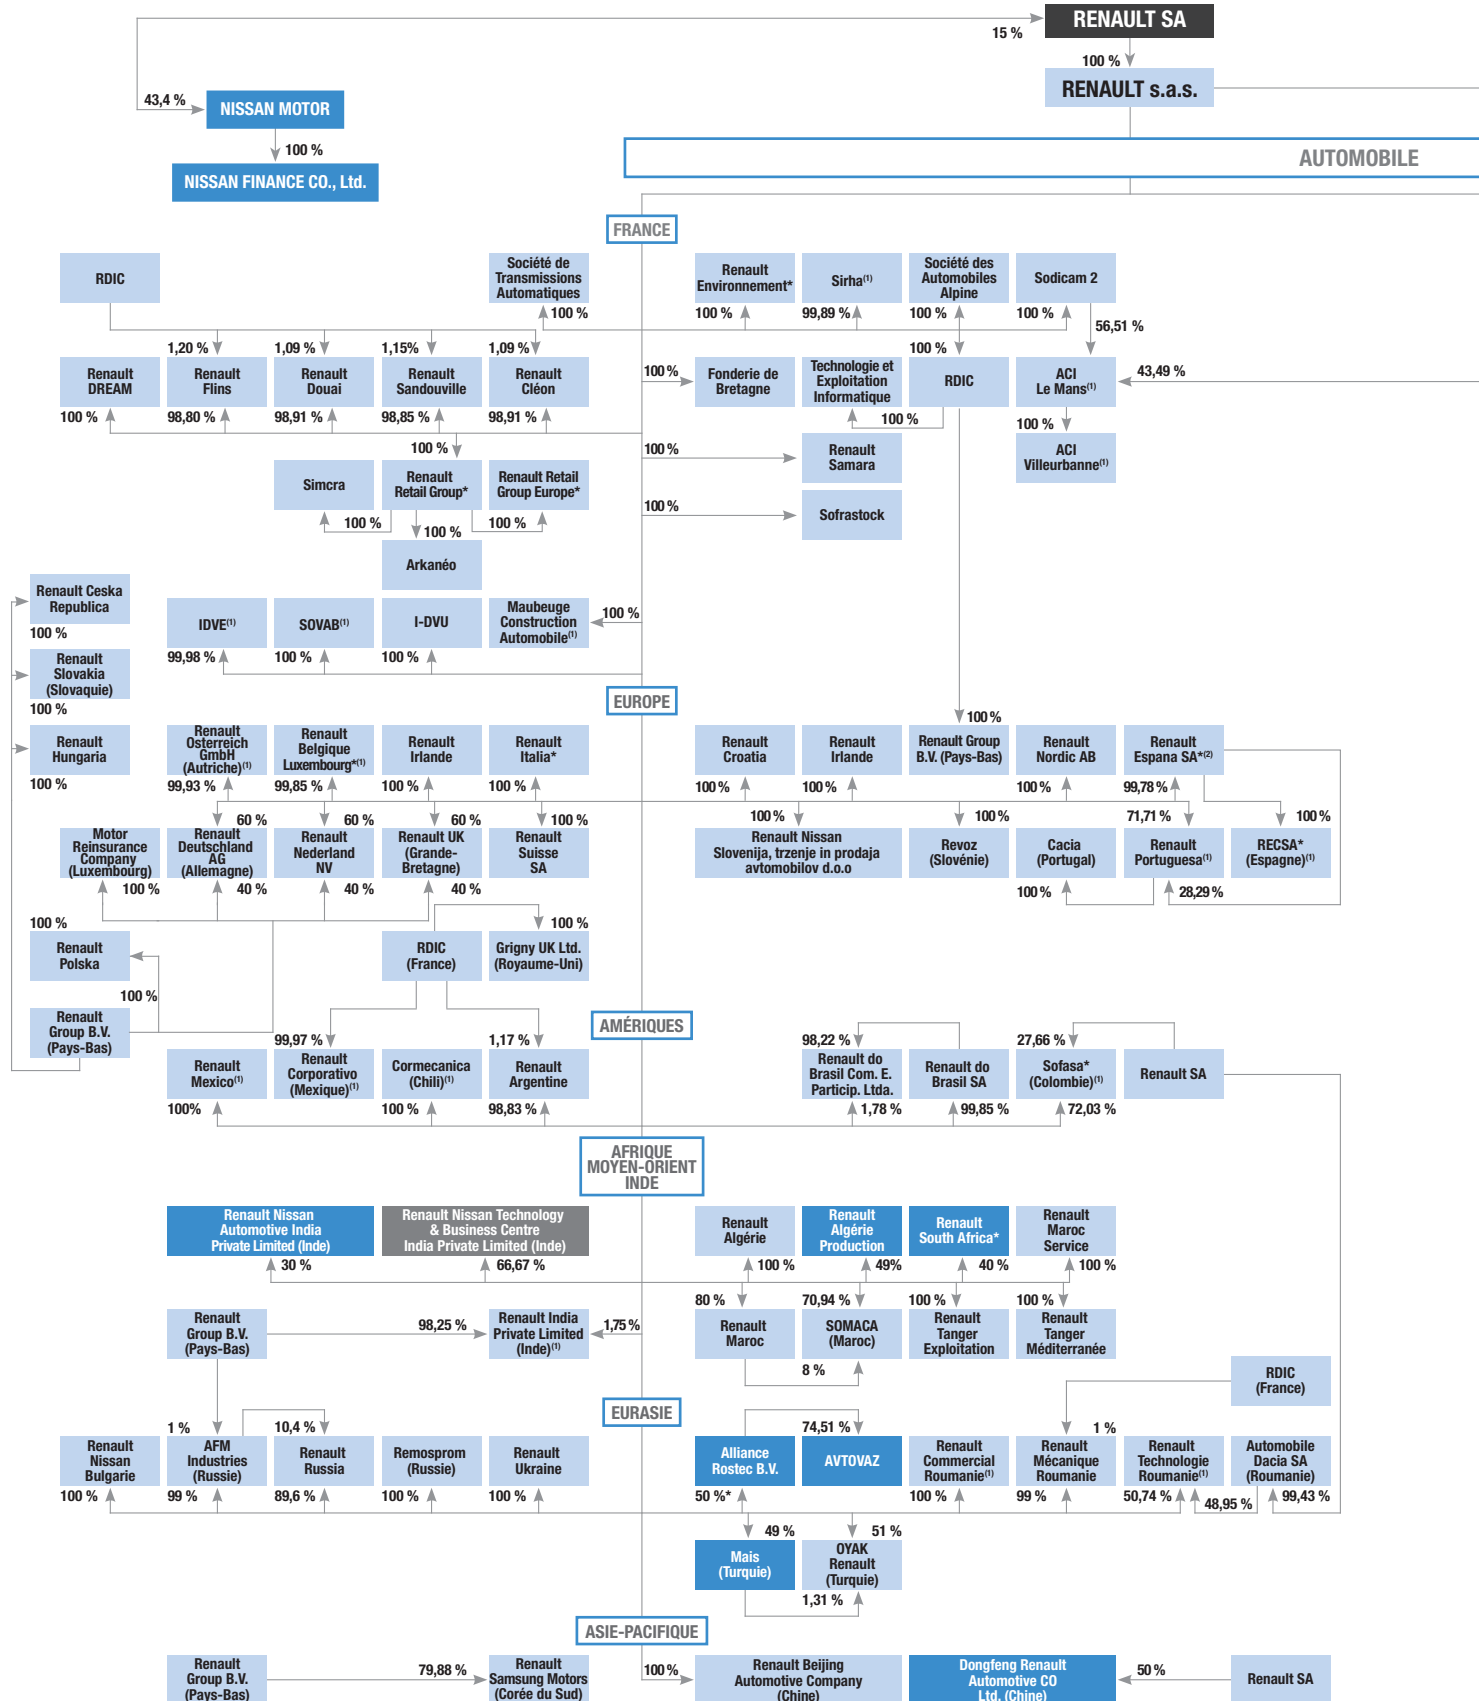 RENAULT SA
15 %
100 %
RENAULT s.a.s.
43,4 %
NISSAN MOTOR
100 %
NISSAN FINANCE CO., Ltd.
AUTOMOBILE
FRANCE
RDIC
Société de
Transmissions
Automatiques
100 %
Renault
Environnement*
100 %
Sirha(1)
99,89 %
Société des
Automobiles
Alpine
100 %
Sodicam 2
100 %
56,51 %
1,20 %
1,09 %
1,15%
1,09 %
100 %
Renault
DREAM
100 %
Renault
Flins
98,80 %
Renault
Douai
98,91 %
Renault
Sandouville
98,85 %
Renault
Cléon
98,91 %
100 %
Fonderie de
Bretagne
Technologie et
Exploitation
Informatique
100 %
RDIC
ACI
Le Mans(1)
43,49 %
100 %
ACI
Villeurbanne(1)
100 %
Simcra
Renault
Retail Group*
Renault Retail
Group Europe*
100 %
100 %
100 %
Arkanéo
100 %
Renault
Samara
100 %
Sofrastock
Renault Ceska
Republica
100 %
Renault
Slovakia
(Slovaquie)
100 %
Renault
Hungaria
100 %
IDVE(1)
99,98 %
SOVAB(1)
100 %
I-DVU
100 %
Maubeuge
Construction
Automobile(1)
100 %
EUROPE
100 %
Renault
Osterreich
GmbH
(Autriche)(1)
99,93 %
Renault
Belgique
Luxembourg*(1)
99,85 %
Renault
Irlande
100 %
Renault
Italia*
100 %
Renault
Croatia
100 %
Renault
Irlande
100 %
Renault Group
B.V. (Pays-Bas)
Renault
Nordic AB
100 %
Renault
Espana SA*(2)
99,78 %
60 %
60 %
60 %
100 %
100 %
100 %
71,71 %
100 %
Motor
Reinsurance
Company
(Luxembourg)
100 %
Renault
Deutschland
AG
(Allemagne)
40 %
Renault
Nederland
NV
40 %
Renault UK
(Grande-
Bretagne)
40 %
Renault
Suisse
SA
Renault Nissan
Slovenija, trzenje in prodaja
avtomobilov d.o.o
Revoz
(Slovénie)
Cacia
(Portugal)
100 %
Renault
Portuguesa(1)
28,29 %
RECSA*
(Espagne)(1)
100 %
Renault
Polska
100 %
Renault
Group B.V.
(Pays-Bas)
RDIC
(France)
100 %
Grigny UK Ltd.
(Royaume-Uni)
AMÉRIQUES
99,97 %
1,17 %
98,22 %
27,66 %
Renault
Mexico(1)
100%
Renault
Corporativo
(Mexique)(1)
Cormecanica
(Chili)(1)
100 %
Renault
Argentine
98,83 %
Renault do
Brasil Com. E.
Particip. Ltda.
1,78 %
Renault do
Brasil SA
99,85 %
Sofasa*
(Colombie)(1)
72,03 %
Renault SA
AFRIQUE
MOYEN-ORIENT
INDE
Renault Nissan
Automotive India
Private Limited (Inde)
30 %
Renault Nissan Technology
& Business Centre
India Private Limited (Inde)
66,67 %
Renault
Algérie
100 %
Renault
Algérie
Production
49%
Renault
South Africa*
40 %
Renault
Maroc
Service
100 %
80 %
70,94 %
100 %
100 %
Renault
Group B.V.
(Pays-Bas)
98,25 %
Renault India
Private Limited
(Inde)(1)
1,75 %
Renault
Maroc
SOMACA
(Maroc)
8 %
Renault
Tanger
Exploitation
Renault
Tanger
Méditerranée
RDIC
(France)
EURASIE
1 %
10,4 %
74,51 %
1 %
Renault
Nissan
Bulgarie
100 %
AFM
Industries
(Russie)
99 %
Renault
Russia
89,6 %
Remosprom
(Russie)
100 %
Renault
Ukraine
100 %
Alliance
Rostec B.V.
50 %*
AVTOVAZ
Renault
Commercial
Roumanie(1)
100 %
Renault
Mécanique
Roumanie
99 %
Renault
Technologie
Roumanie(1)
50,74 %
48,95 %
Automobile
Dacia SA
(Roumanie)
99,43 %
49 %
51 %
Mais
(Turquie)
OYAK
Renault
(Turquie)
1,31 %
ASIE-PACIFIQUE
Renault
Group B.V.
(Pays-Bas)
79,88 %
Renault
Samsung Motors
(Corée du Sud)
100 %
Renault Beijing
Automotive Company
(Chine)
Dongfeng Renault
Automotive CO
Ltd. (Chine)
50 %
Renault SA